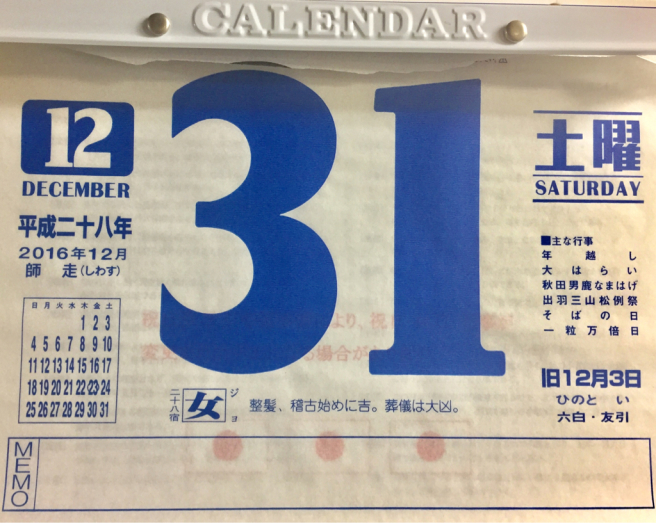 CALENDAR
12
DECEMBER
平成二十八年
2016年12月
師走(しわす)
31
土曜
SATURDAY
■主な行事
年越し
大はらい
秋田男鹿なまはげ
出羽三山松例祭
そばの日
一粒万倍日
日 月 火 水 木 金 土
1 2 3
4 5 6 7 8 9 10
11 12 13 14 15 16 17
18 19 20 21 22 23 24
25 26 27 28 29 30 31
二十八宿
女
ジョ
整髪、稽古始めに吉。葬儀は大凶。
旧12月3日
ひのとい
六白・友引
MEMO